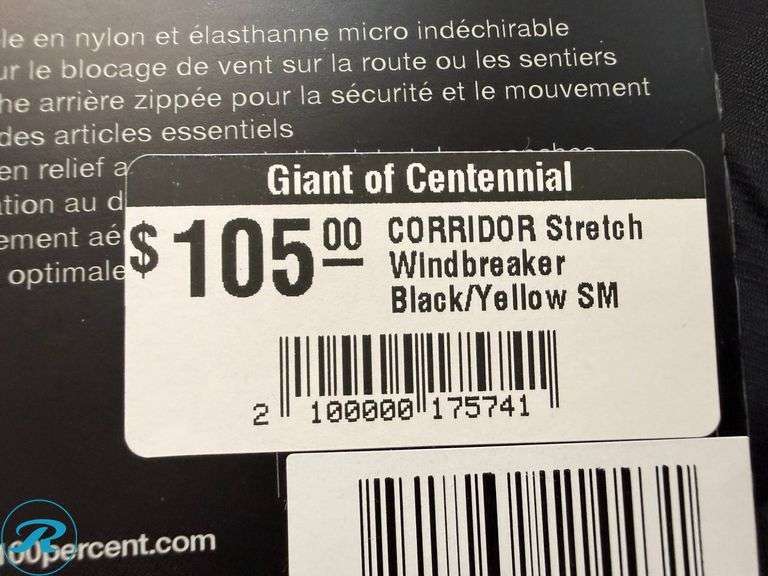 le en nylon et élasthanne micro indéchirable
ur le blocage de vent sur la route ou les sentiers
he arrière zippée pour la sécurité et le mouvement
des articles essentiels
en relief a
tion au d
ement aé
optimale
Giant of Centennial
$105.00
CORRIDOR Stretch
Windbreaker
Black/Yellow SM
2 100000 175741
100percent.com